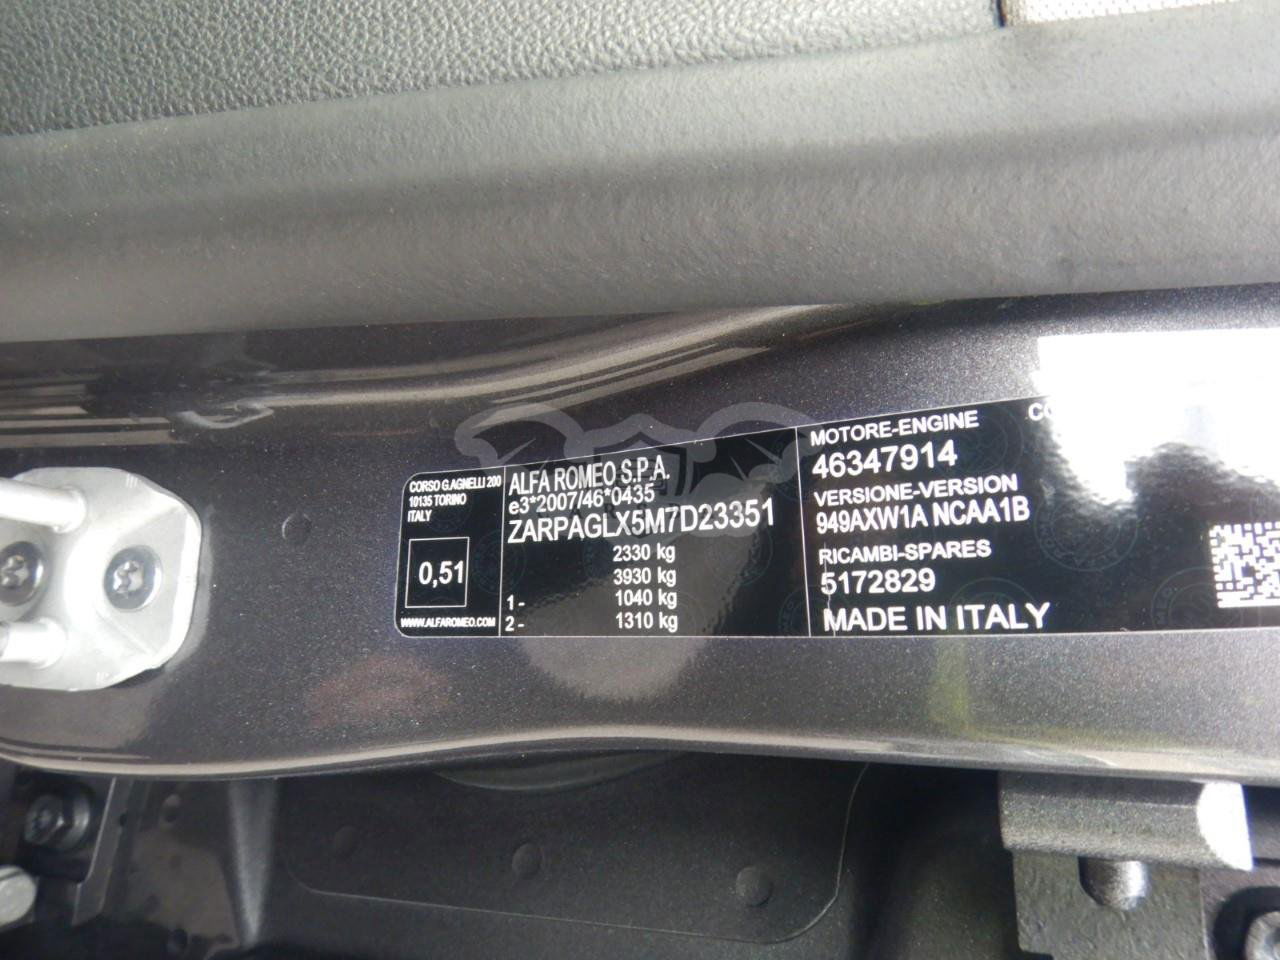 CORSO G.AGNELLI 200
10135 TORINO
ITALY
0,51
WWW.ALFAROMEO.COM
ALFA ROMEO S.P.A.
e3*2007/46*0435
ZARPAGLX5M7D23351
2330 kg
3930 kg
1- 1040 kg
2- 1310 kg
MOTORE-ENGINE
46347914
VERSIONE-VERSION
949AXW1A NCAA1B
RICAMBI-SPARES
5172829
MADE IN ITALY